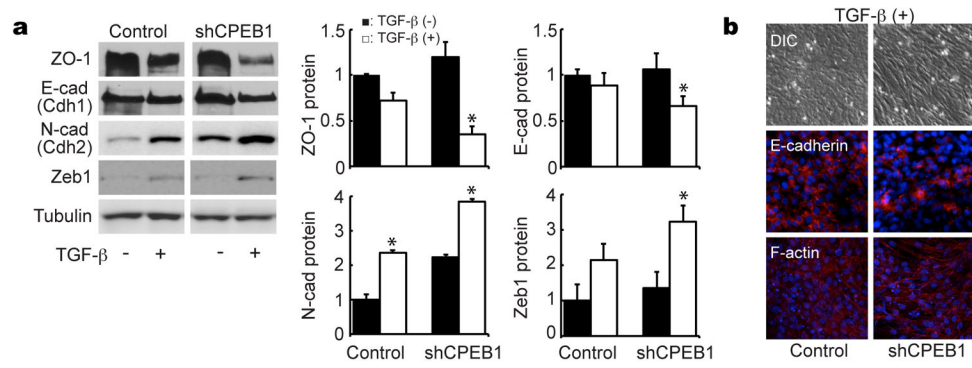 a
Control shCPEB1
ZO-1
E-cad
(Cdh1)
N-cad
(Cdh2)
Zeb1
Tubulin
TGF-β - + - +
■: TGF-β (-)
□: TGF-β (+)
ZO-1 protein
1.5
1
0.5
0
*
E-cad protein
1.5
1
0.5
0
*
N-cad protein
4
3
2
1
0
*
*
Control shCPEB1
Zeb1 protein
4
3
2
1
0
*
Control shCPEB1
b
TGF-β (+)
DIC
E-cadherin
F-actin
Control shCPEB1